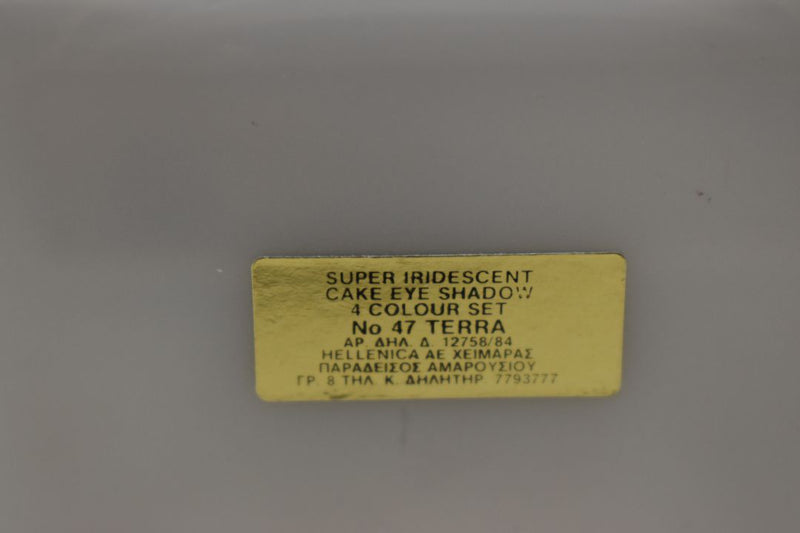 SUPER IRIDESCENT
CAKE EYE SHADOW
4 COLOUR SET
No 47 TERRA
ΑΡ. ΔΗΛ. Δ. 12758/84
HELLENICA AE ΧΕΙΜΑΡΑΣ
ΠΑΡΑΔΕΙΣΟΣ ΑΜΑΡΟΥΣΙΟΥ
ΓΡ. 8 ΤΗΛ. Κ. ΔΗΛΗΤΗΡ. 7793777